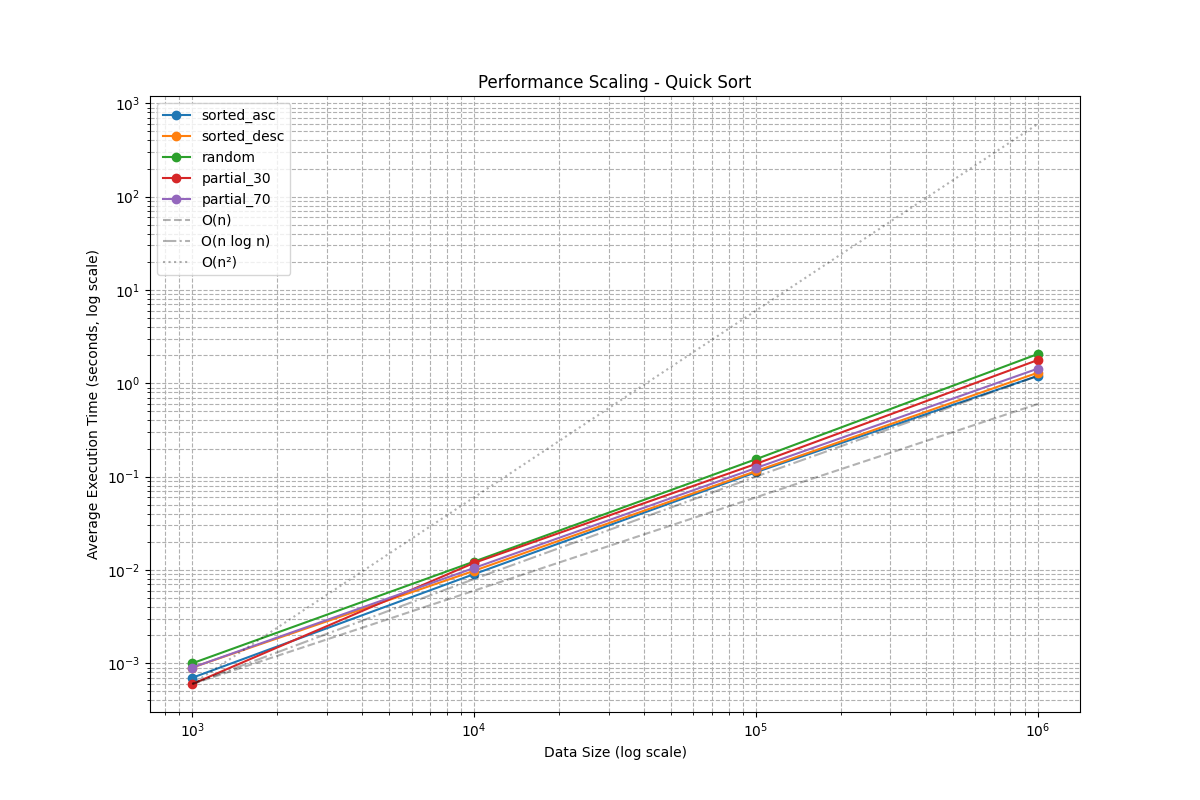 Performance Scaling - Quick Sort
10³
10²
10¹
10⁰
10⁻¹
10⁻²
10⁻³
Average Execution Time (seconds, log scale)
sorted_asc
sorted_desc
random
partial_30
partial_70
O(n)
O(n log n)
O(n²)
10³
10⁴
10⁵
10⁶
Data Size (log scale)